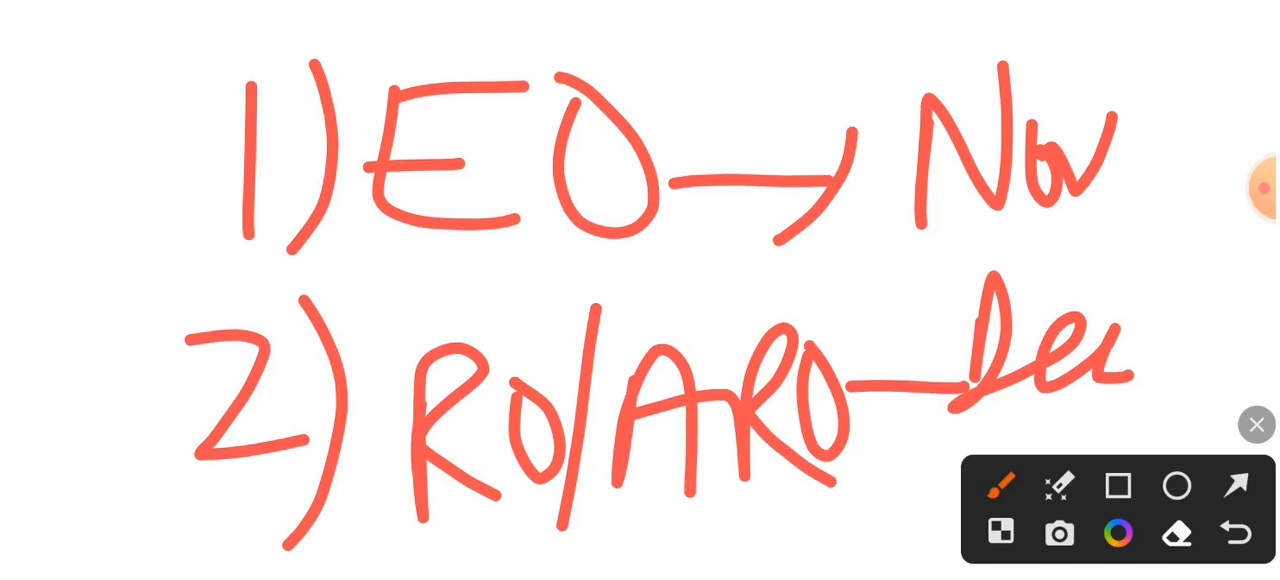 1) EO → Nov
2) RO/ARO — Dec